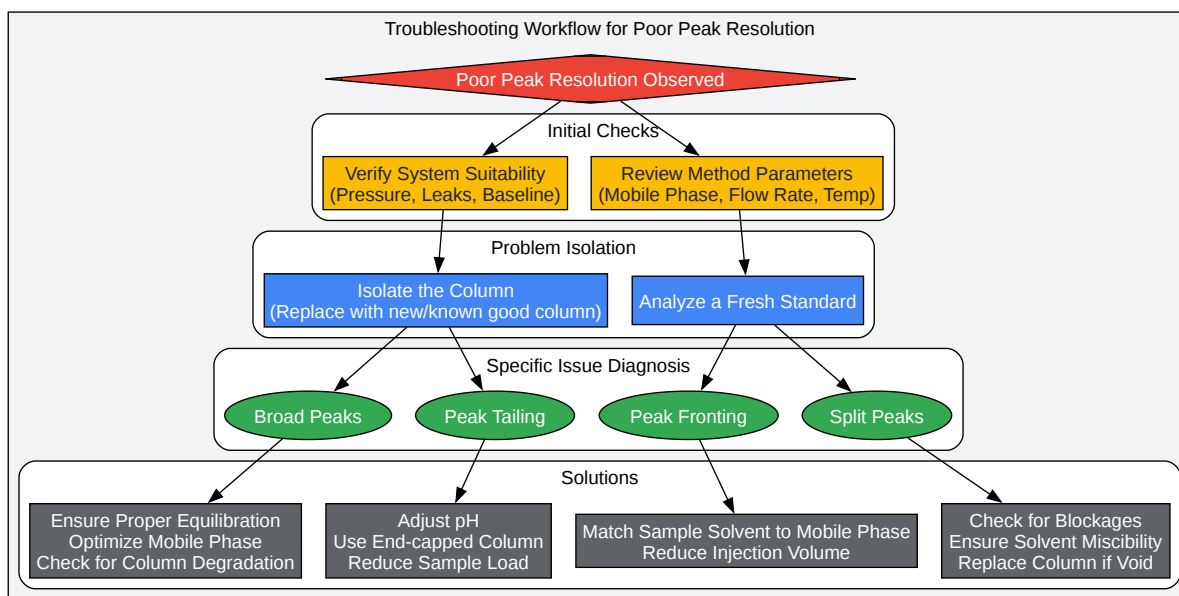 Troubleshooting Workflow for Poor Peak Resolution
Poor Peak Resolution Observed
Initial Checks
Verify System Suitability
(Pressure, Leaks, Baseline)
Review Method Parameters
(Mobile Phase, Flow Rate, Temp)
Problem Isolation
Isolate the Column
(Replace with new/known good column)
Analyze a Fresh Standard
Specific Issue Diagnosis
Broad Peaks
Peak Tailing
Peak Fronting
Split Peaks
Solutions
Ensure Proper Equilibration
Optimize Mobile Phase
Check for Column Degradation
Adjust pH
Use End-capped Column
Reduce Sample Load
Match Sample Solvent to Mobile Phase
Reduce Injection Volume
Check for Blockages
Ensure Solvent Miscibility
Replace Column if Void